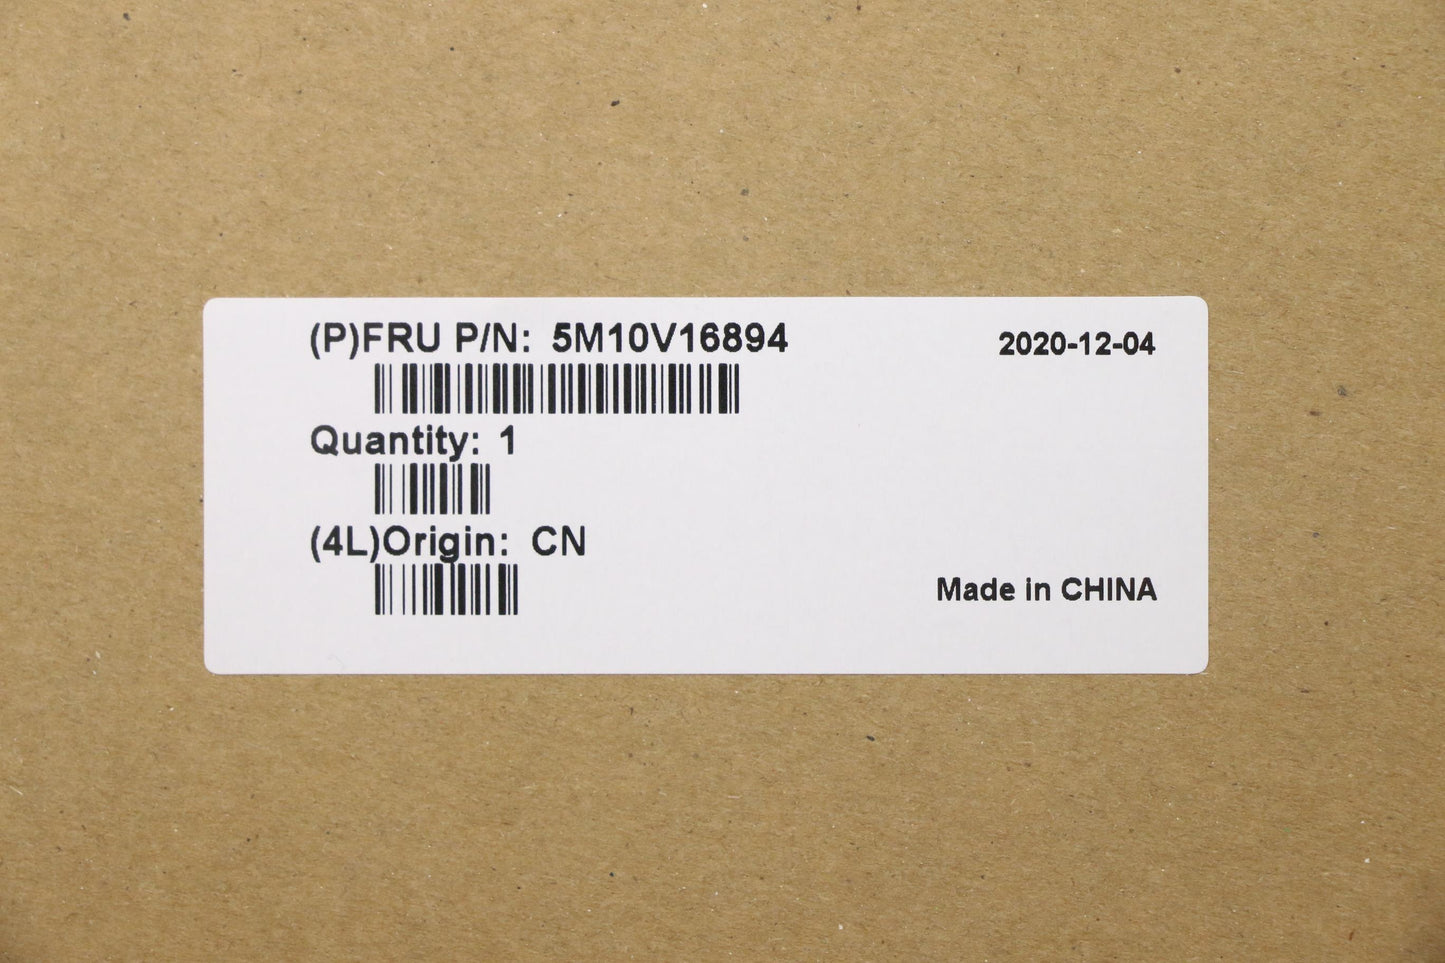 (P)FRU P/N: 5M10V16894
2020-12-04
Quantity: 1
(4L)Origin: CN
Made in CHINA